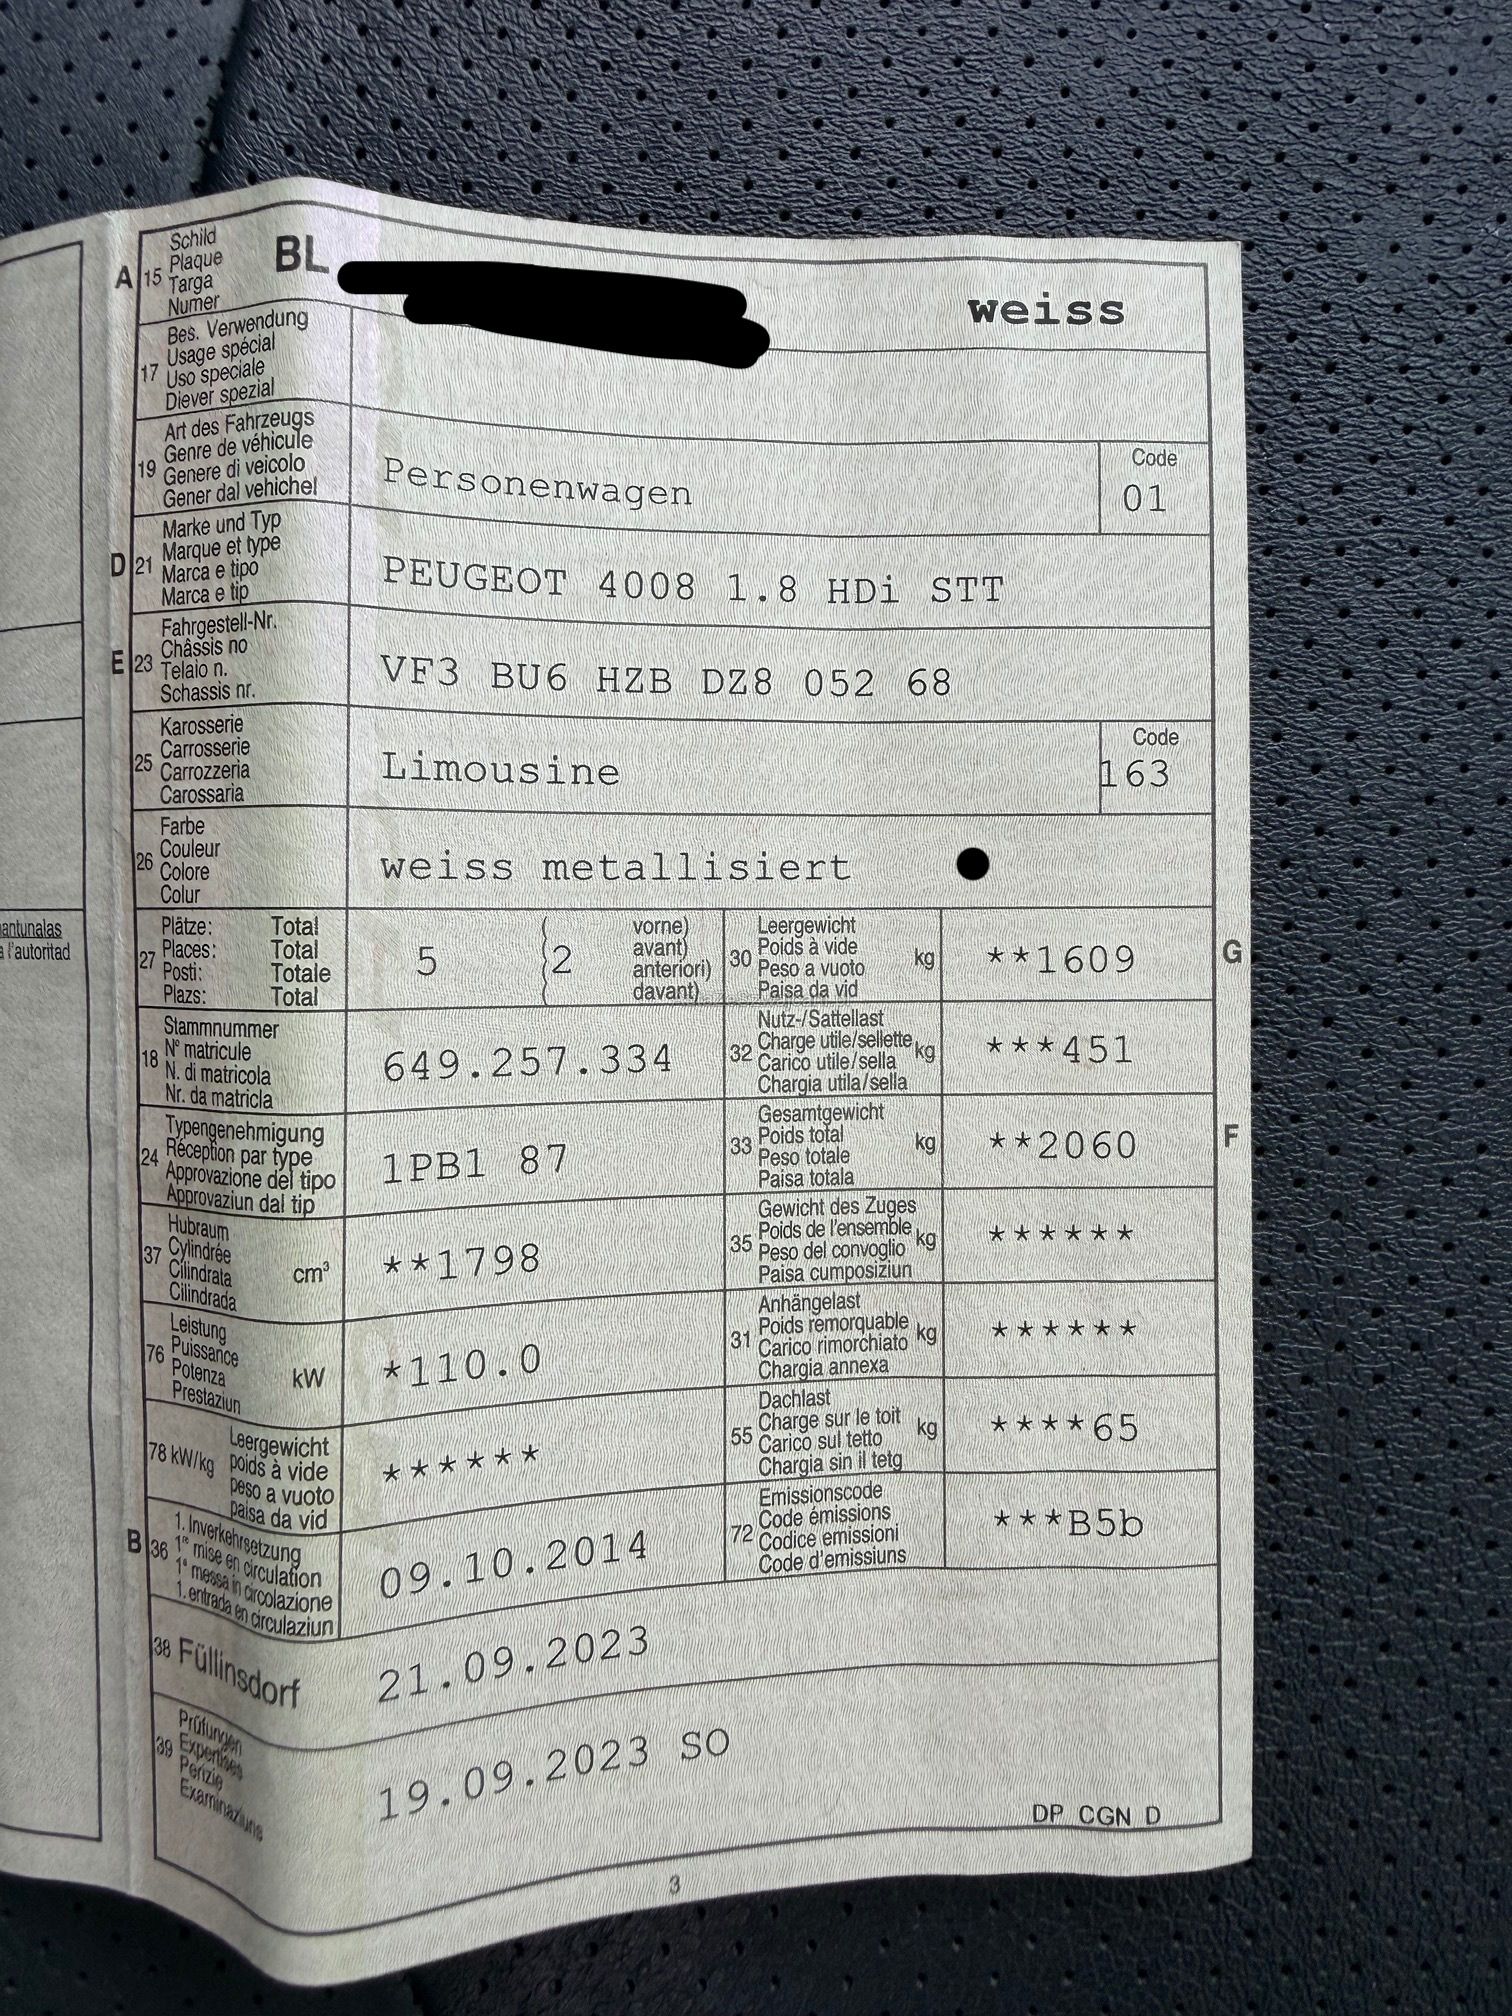 antunalas
a l'autoritad
A 15 Schild
Plaque
Targa
Numer
BL
weiss
17 Bes. Verwendung
Usage spécial
Uso speciale
Diever spezial
19 Art des Fahrzeugs
Genre de véhicule
Genere di veicolo
Gener dal vehichel
Personenwagen
Code
01
D 21 Marke und Typ
Marque et type
Marca e tipo
Marca e tip
PEUGEOT 4008 1.8 HDi STT
E 23 Fahrgestell-Nr.
Châssis no
Telaio n.
Schassis nr.
VF3 BU6 HZB DZ8 052 68
25 Karosserie
Carrosserie
Carrozzeria
Carossaria
Limousine
Code
163
26 Farbe
Couleur
Colore
Colur
weiss metallisiert
27 Plätze: Total
Places: Total
Posti: Totale
Plazs: Total
5 (2 vorne)
avant)
anteriori)
davant)
30 Leergewicht
Poids à vide
Peso a vuoto
Paisa da vid
kg
**1609
G
18 Stammnummer
N° matricule
N. di matricola
Nr. da matricla
649.257.334
32 Nutz-/Sattellast
Charge utile/sellette
Carico utile/sella
Chargia utila/sella
kg
***451
24 Typengenehmigung
Réception par type
Approvazione del tipo
Approvaziun dal tip
1PB1 87
33 Gesamtgewicht
Poids total
Peso totale
Paisa totala
kg
**2060
F
37 Hubraum
Cylindrée
Cilindrata
Cilindrada
cm³
**1798
35 Gewicht des Zuges
Poids de l'ensemble
Peso del convoglio
Paisa cumposiziun
kg
******
76 Leistung
Puissance
Potenza
Prestaziun
kW
*110.0
31 Anhängelast
Poids remorquable
Carico rimorchiato
Chargia annexa
kg
******
78 kW/kg Leergewicht
poids à vide
peso a vuoto
paisa da vid
******
55 Dachlast
Charge sur le toit
Carico sul tetto
Chargia sin il tetg
kg
****65
B 36 1. Inverkehrsetzung
1re mise en circulation
1a messa in circolazione
1. entrada en circulaziun
09.10.2014
72 Emissionscode
Code émissions
Codice emissioni
Code d'emissiuns
***B5b
38 Füllinsdorf
21.09.2023
39 Prüfungen
Expertises
Perizie
Examinaziuns
19.09.2023 SO
DP CGN D
3